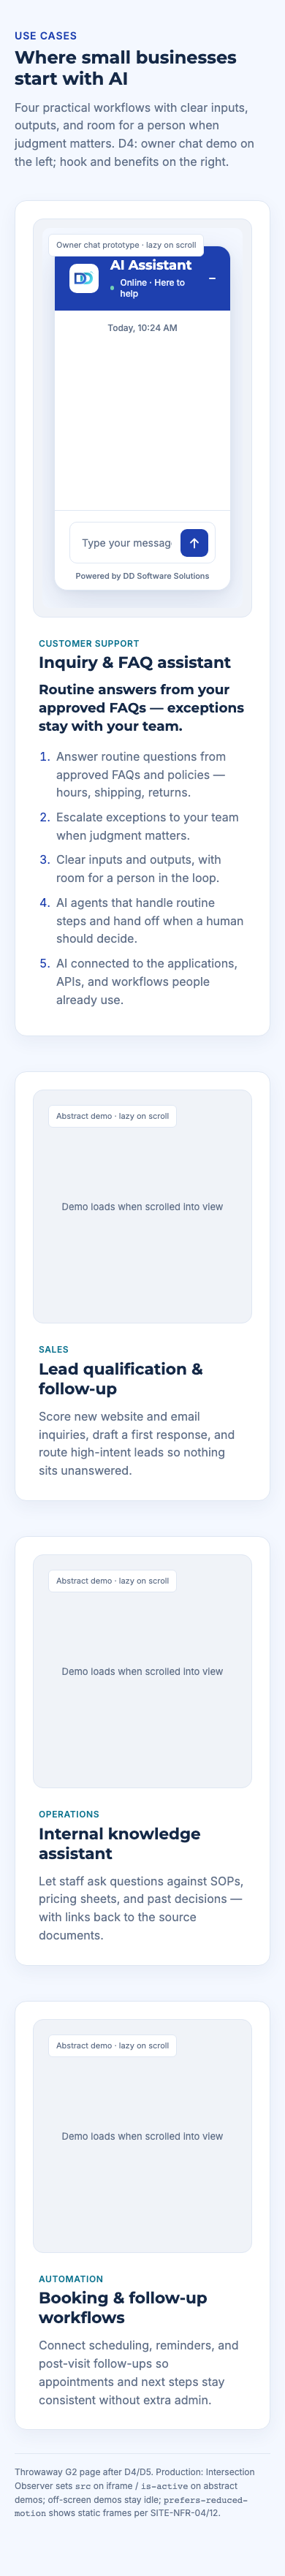 USE CASES
Where small businesses
start with AI
Four practical workflows with clear inputs,
outputs, and room for a person when
judgment matters. D4: owner chat demo on
the left; hook and benefits on the right.
Owner chat prototype · lazy on scroll
DD
AI Assistant
Online · Here to
help
–
Today, 10:24 AM
Type your messag
Powered by DD Software Solutions
CUSTOMER SUPPORT
Inquiry & FAQ assistant
Routine answers from your
approved FAQs — exceptions
stay with your team.
1. Answer routine questions from
approved FAQs and policies —
hours, shipping, returns.
2. Escalate exceptions to your team
when judgment matters.
3. Clear inputs and outputs, with
room for a person in the loop.
4. AI agents that handle routine
steps and hand off when a human
should decide.
5. AI connected to the applications,
APIs, and workflows people
already use.
Abstract demo · lazy on scroll
Demo loads when scrolled into view
SALES
Lead qualification &
follow-up
Score new website and email
inquiries, draft a first response, and
route high-intent leads so nothing
sits unanswered.
Abstract demo · lazy on scroll
Demo loads when scrolled into view
OPERATIONS
Internal knowledge
assistant
Let staff ask questions against SOPs,
pricing sheets, and past decisions —
with links back to the source
documents.
Abstract demo · lazy on scroll
Demo loads when scrolled into view
AUTOMATION
Booking & follow-up
workflows
Connect scheduling, reminders, and
post-visit follow-ups so
appointments and next steps stay
consistent without extra admin.
Throwaway G2 page after D4/D5. Production: Intersection
Observer sets src on iframe / is-active on abstract
demos; off-screen demos stay idle; prefers-reduced-
motion shows static frames per SITE-NFR-04/12.